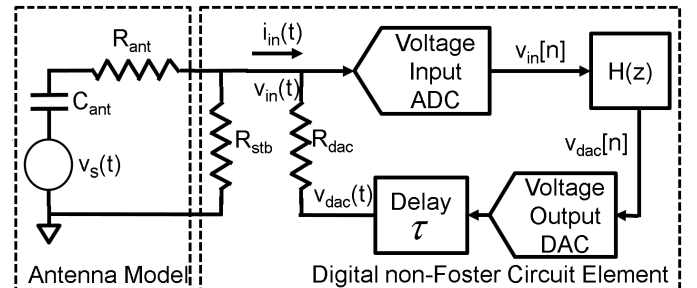 R_ant
C_ant
v_s(t)
i_in(t)
v_in(t)
R_stb
R_dac
Voltage
Input
ADC
v_in[n]
H(z)
v_dac[n]
v_dac(t)
Delay
τ
Voltage
Output
DAC
Antenna Model
Digital non-Foster Circuit Element